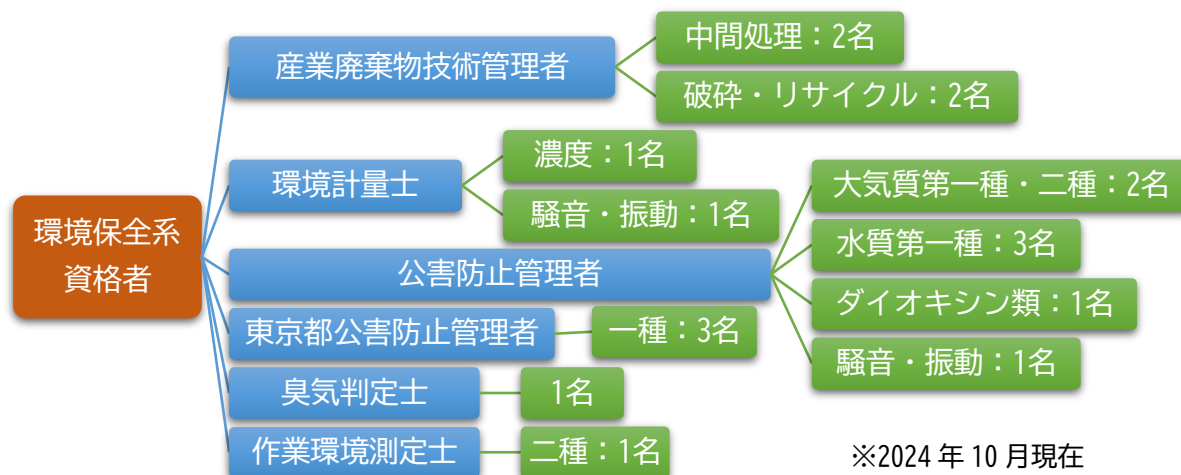 環境保全系
資格者
産業廃棄物技術管理者
中間処理：2名
破砕・リサイクル：2名
環境計量士
濃度：1名
騒音・振動：1名
公害防止管理者
大気質第一種・二種：2名
水質第一種：3名
ダイオキシン類：1名
騒音・振動：1名
東京都公害防止管理者
一種：3名
臭気判定士
1名
作業環境測定士
二種：1名
※2024年10月現在